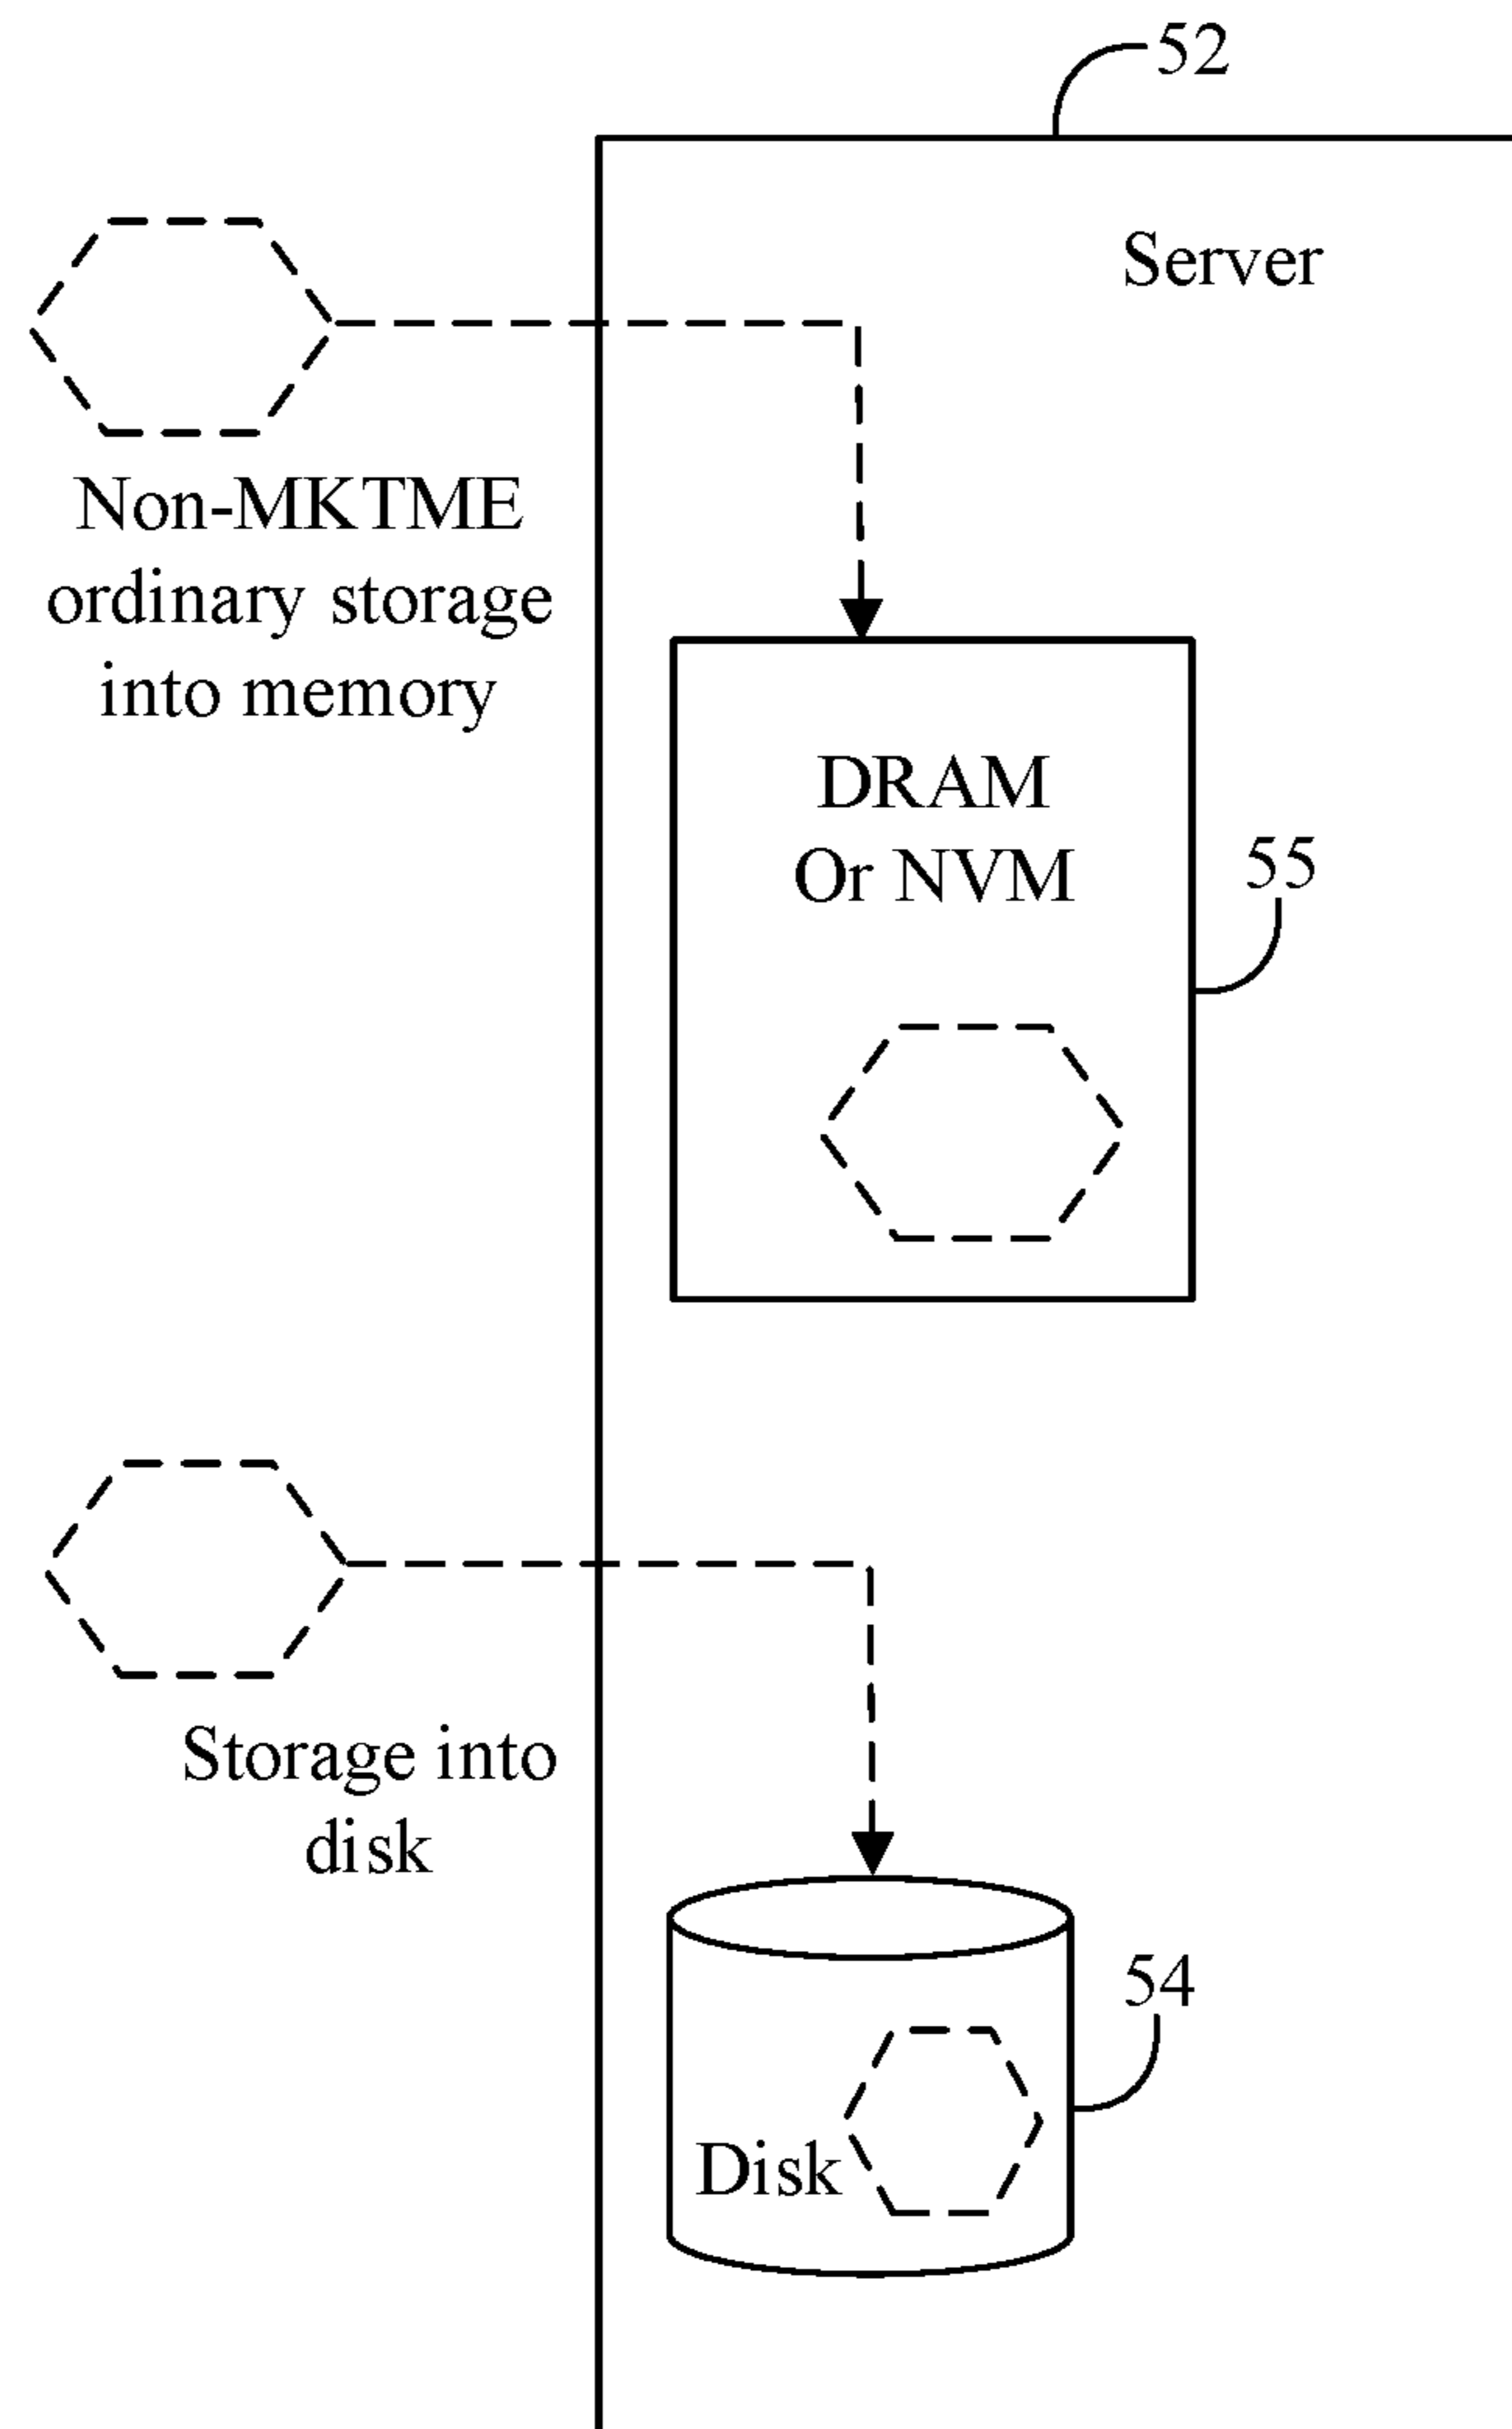 52
Server
Non-MKTME
ordinary storage
into memory
DRAM
Or NVM
55
Storage into
disk
54
Disk